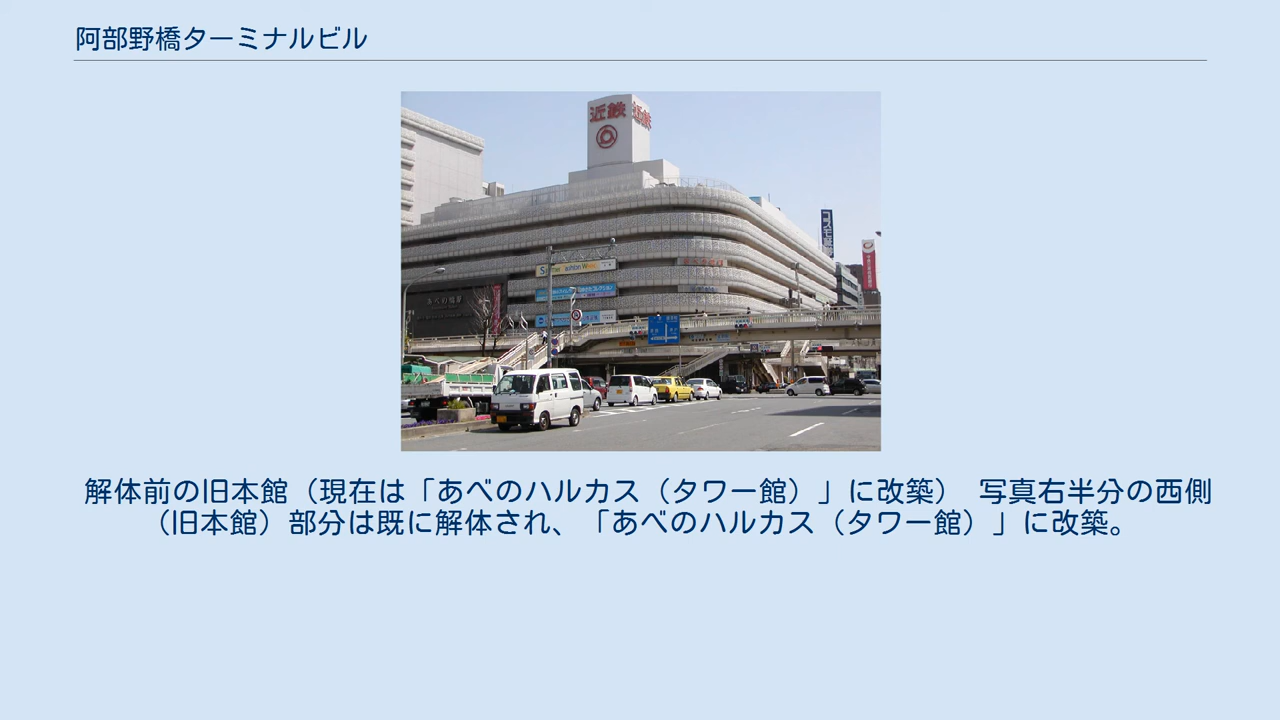 阿部野橋ターミナルビル
近鉄
近鉄
解体前の旧本館（現在は「あべのハルカス（タワー館）」に改築） 写真右半分の西側
（旧本館）部分は既に解体され、「あべのハルカス（タワー館）」に改築。